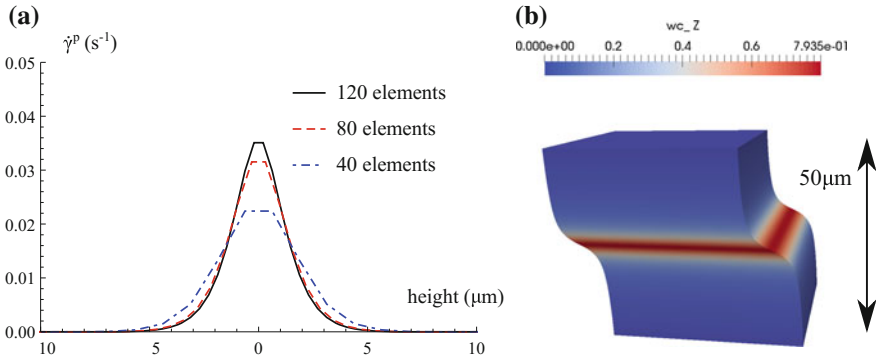 (a)
γ̇ᵖ (s⁻¹)
0.05
0.04
0.03
0.02
0.01
0.00
120 elements
80 elements
40 elements
height (μm)
10 5 0 5 10
(b)
wc_ Z
0.000e+00 0.2 0.4 0.6 7.935e-01
50μm